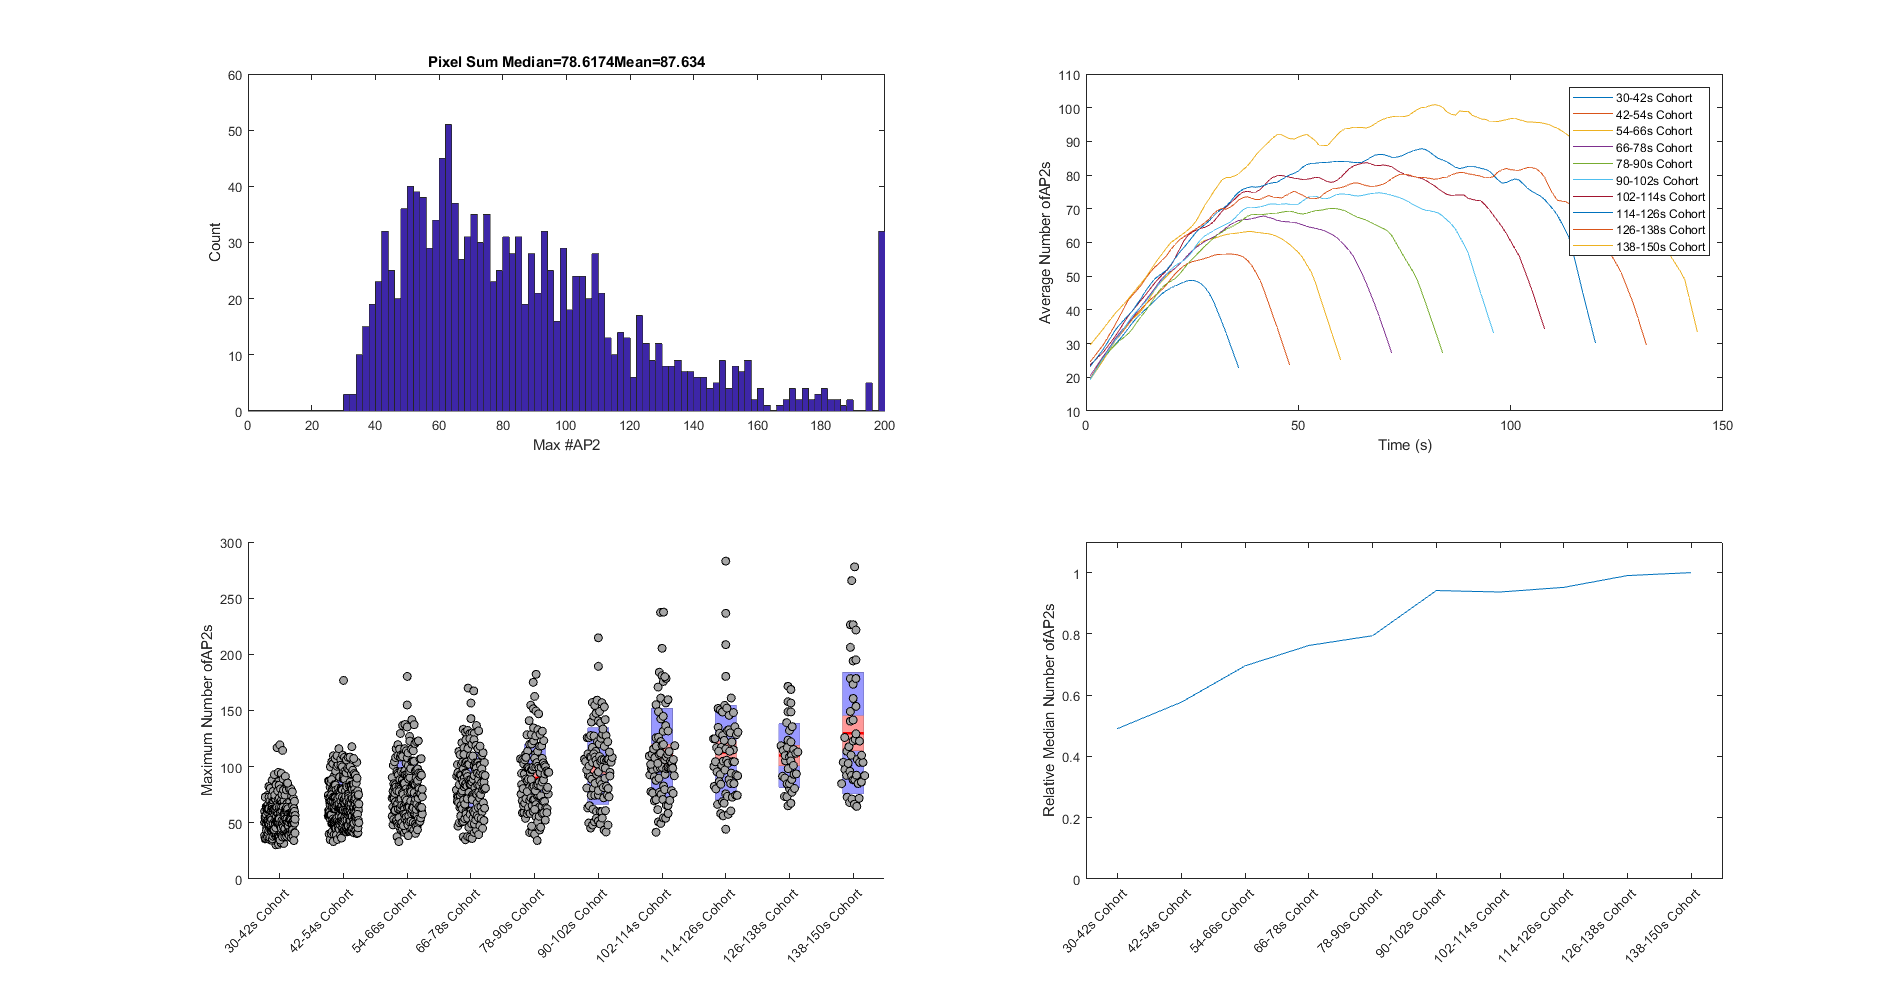 Pixel Sum Median=78.6174Mean=87.634
60
50
40
30
20
10
0
Count
0 20 40 60 80 100 120 140 160 180 200
Max #AP2
110
100
90
80
70
60
50
40
30
20
10
Average Number ofAP2s
0 50 100 150
Time (s)
30-42s Cohort
42-54s Cohort
54-66s Cohort
66-78s Cohort
78-90s Cohort
90-102s Cohort
102-114s Cohort
114-126s Cohort
126-138s Cohort
138-150s Cohort
300
250
200
150
100
50
0
Maximum Number ofAP2s
30-42s Cohort
42-54s Cohort
54-66s Cohort
66-78s Cohort
78-90s Cohort
90-102s Cohort
102-114s Cohort
114-126s Cohort
126-138s Cohort
138-150s Cohort
1
0.8
0.6
0.4
0.2
0
Relative Median Number ofAP2s
30-42s Cohort
42-54s Cohort
54-66s Cohort
66-78s Cohort
78-90s Cohort
90-102s Cohort
102-114s Cohort
114-126s Cohort
126-138s Cohort
138-150s Cohort